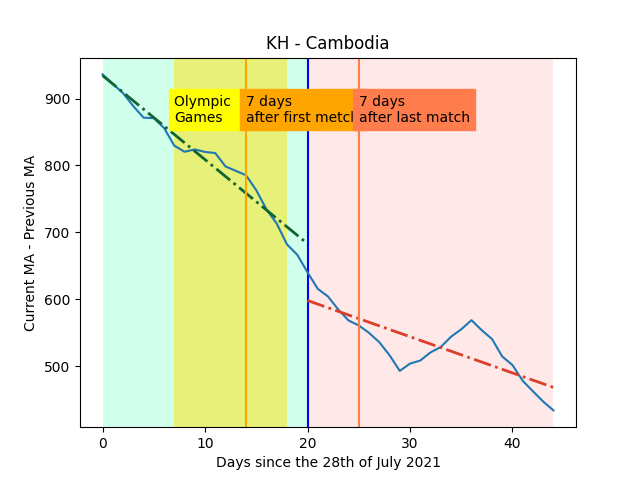 KH - Cambodia
Current MA - Previous MA
900
800
700
600
500
Olympic
Games
7 days
after first metcl
7 days
after last match
0
10
20
30
40
Days since the 28th of July 2021